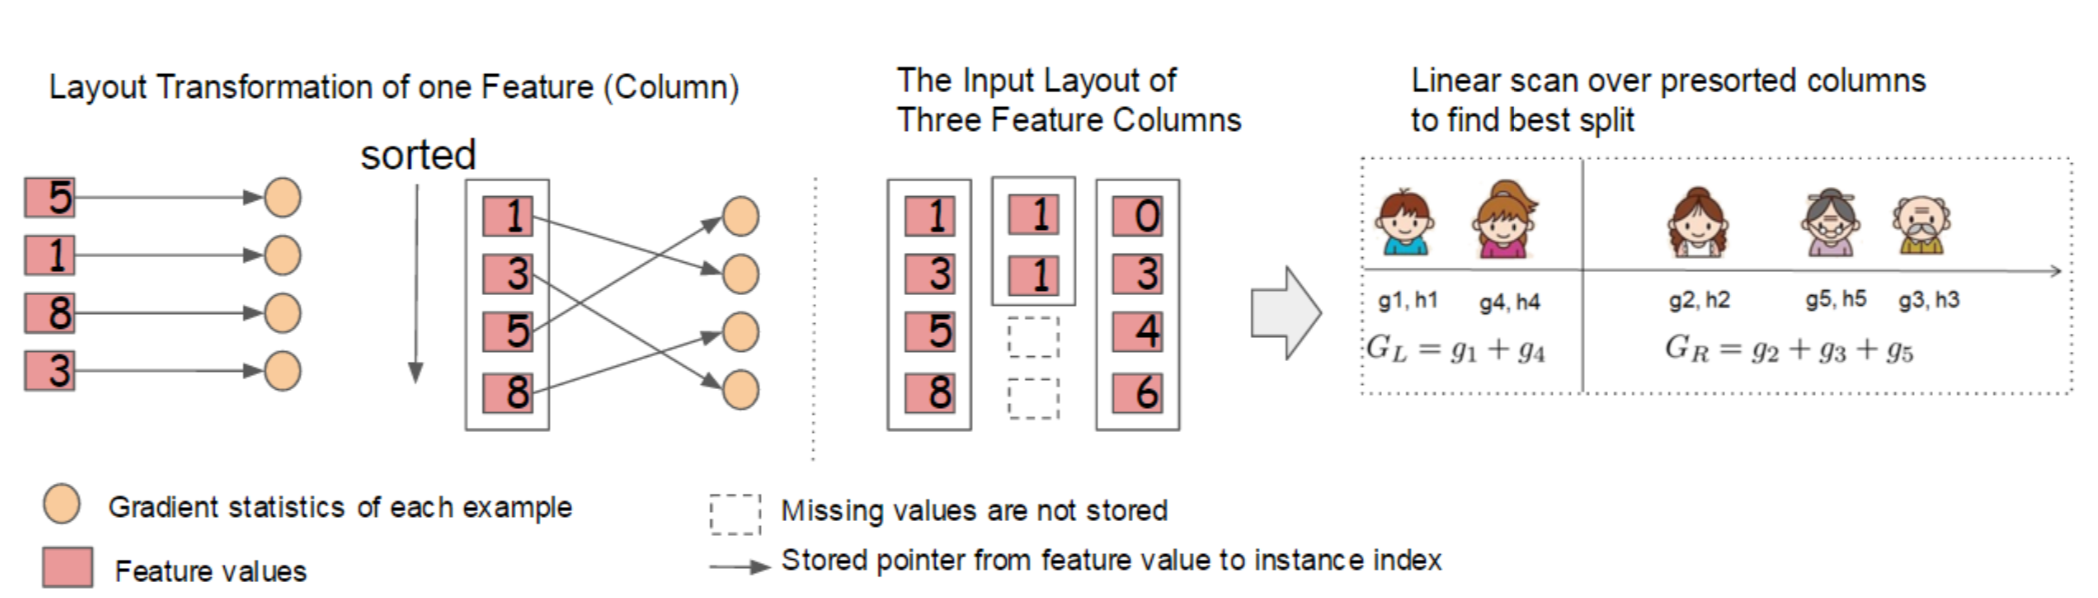 Layout Transformation of one Feature (Column)
sorted
5
1
8
3
1
3
5
8
The Input Layout of
Three Feature Columns
1
3
5
8
1
1
0
3
4
6
Linear scan over presorted columns
to find best split
g1, h1 g4, h4 g2, h2 g5, h5 g3, h3
G_L = g_1 + g_4 G_R = g_2 + g_3 + g_5
Gradient statistics of each example
Feature values
Missing values are not stored
Stored pointer from feature value to instance index